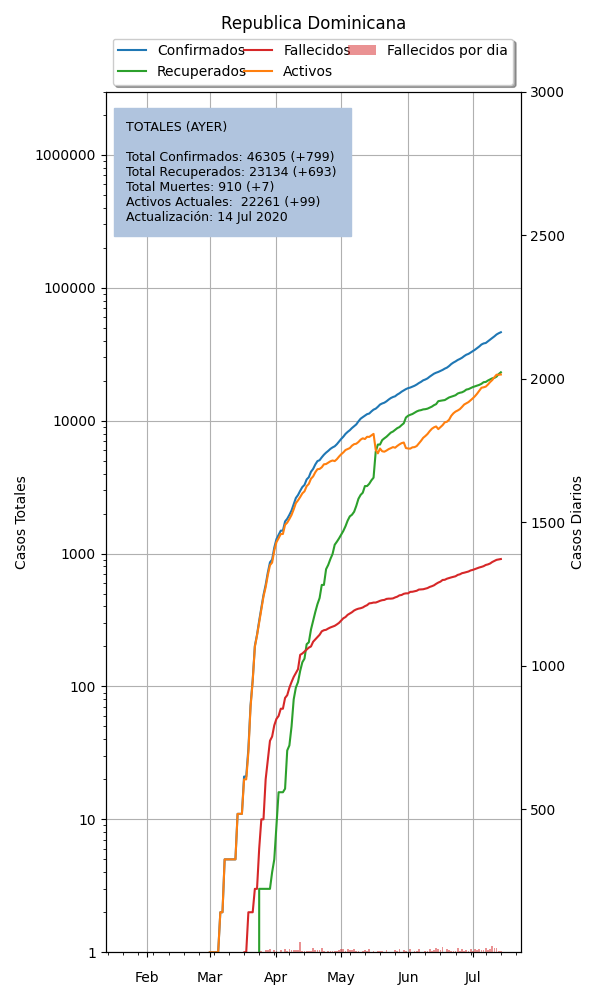 Republica Dominicana
Confirmados
Recuperados
Fallecidos
Activos
Fallecidos por dia
TOTALES (AYER)
Total Confirmados: 46305 (+799)
Total Recuperados: 23134 (+693)
Total Muertes: 910 (+7)
Activos Actuales:  22261 (+99)
Actualización: 14 Jul 2020
Casos Totales
1000000
100000
10000
1000
100
10
1
Casos Diarios
3000
2500
2000
1500
1000
500
Feb Mar Apr May Jun Jul